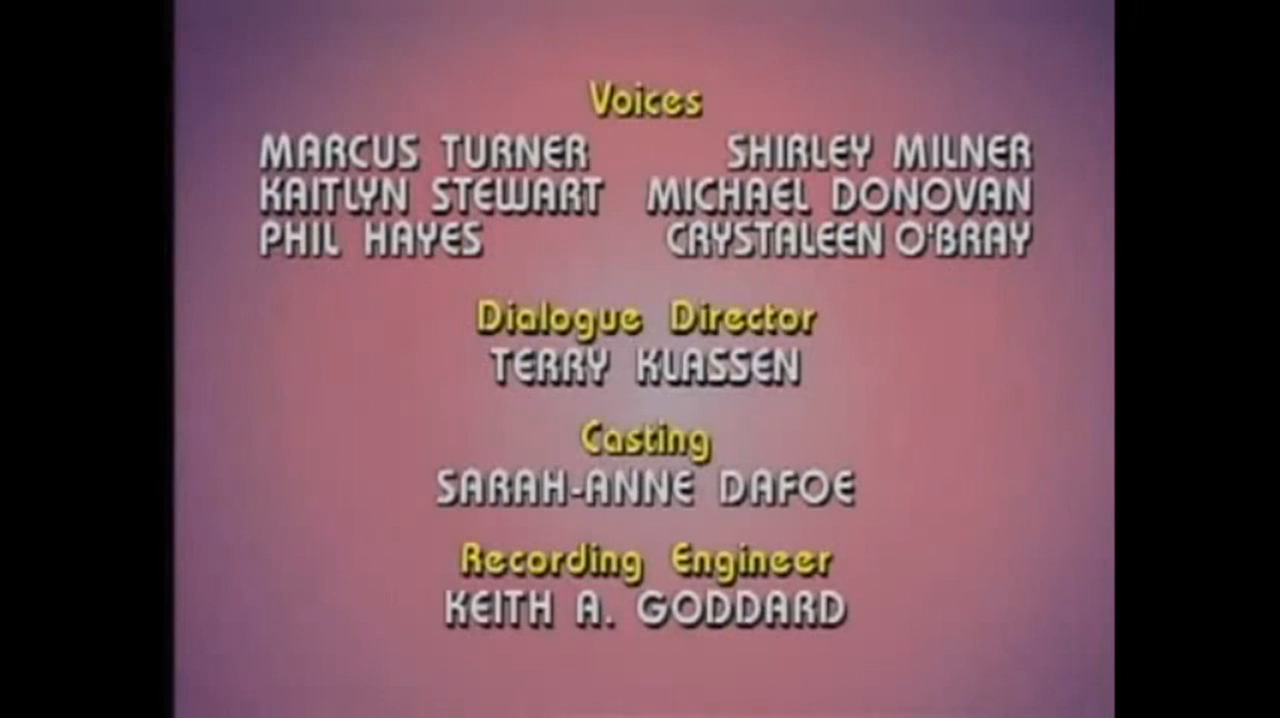 Voices
MARCUS TURNER SHIRLEY MILNER
KAITLYN STEWART MICHAEL DONOVAN
PHIL HAYES CRYSTALEEN O'BRAY
Dialogue Director
TERRY KLASSEN
Casting
SARAH-ANNE DAFOE
Recording Engineer
KEITH A. GODDARD